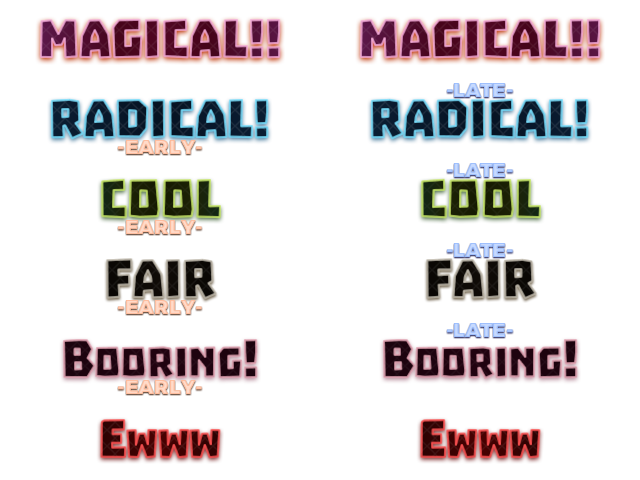 MAGICAL!!
MAGICAL!!
RADICAL!
-EARLY-
-LATE-
RADICAL!
COOL
-EARLY-
-LATE-
COOL
FAIR
-EARLY-
-LATE-
FAIR
BOORING!
-EARLY-
-LATE-
BOORING!
EWWW
EWWW